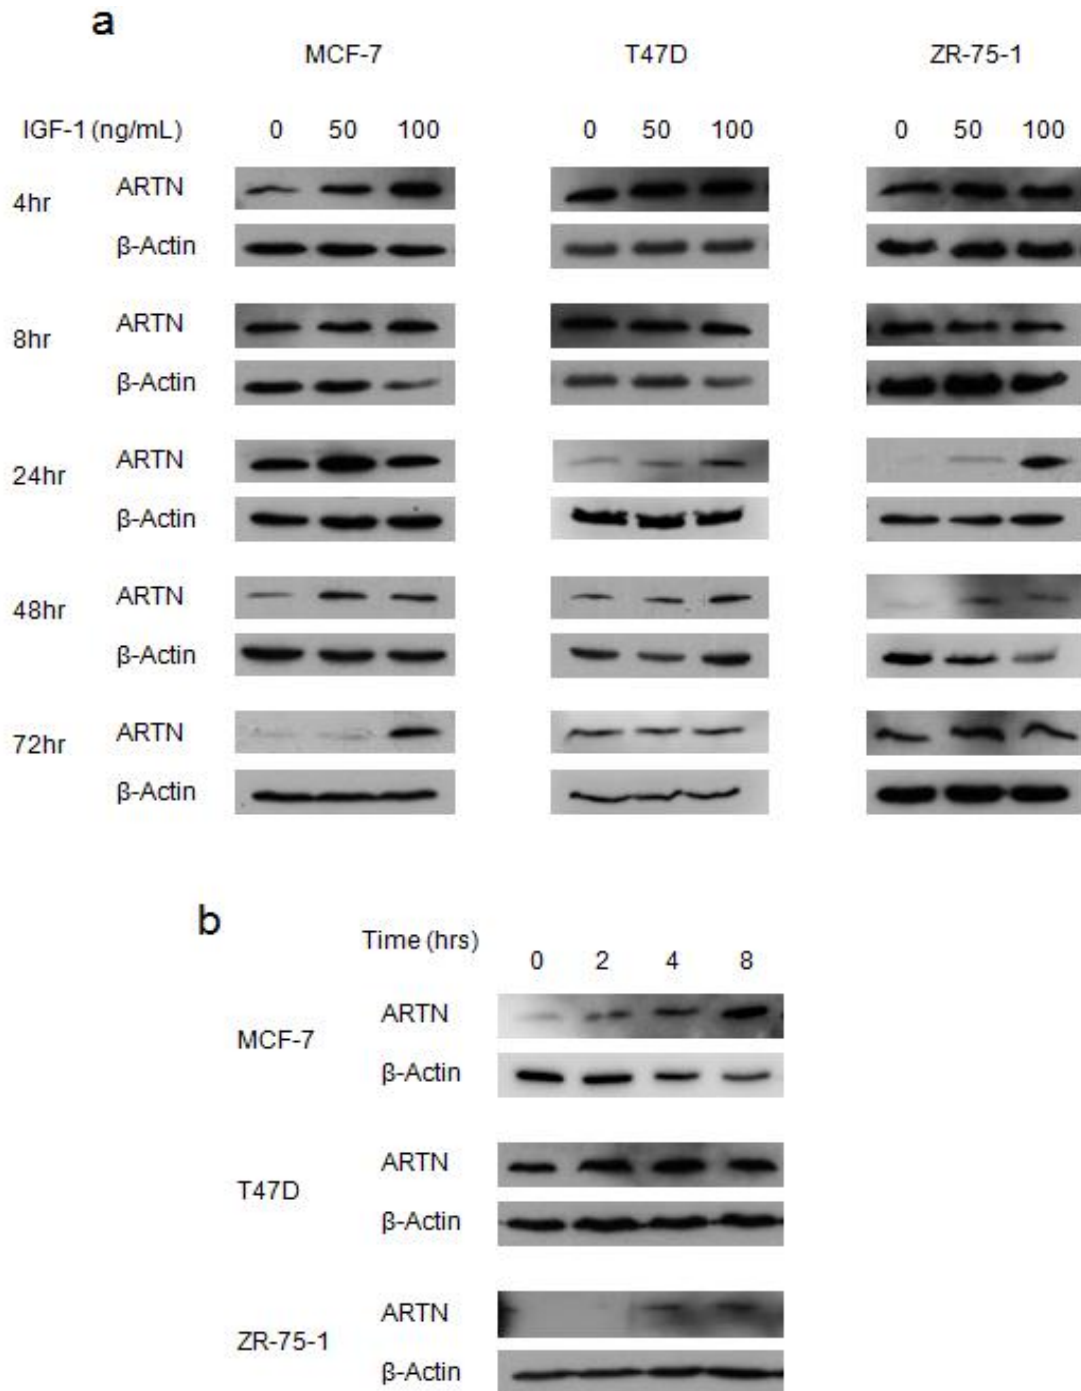 a
MCF-7 T47D ZR-75-1
IGF-1 (ng/mL) 0 50 100 0 50 100 0 50 100
4hr ARTN
β-Actin
8hr ARTN
β-Actin
24hr ARTN
β-Actin
48hr ARTN
β-Actin
72hr ARTN
β-Actin
b
Time (hrs) 0 2 4 8
MCF-7 ARTN
β-Actin
T47D ARTN
β-Actin
ZR-75-1 ARTN
β-Actin